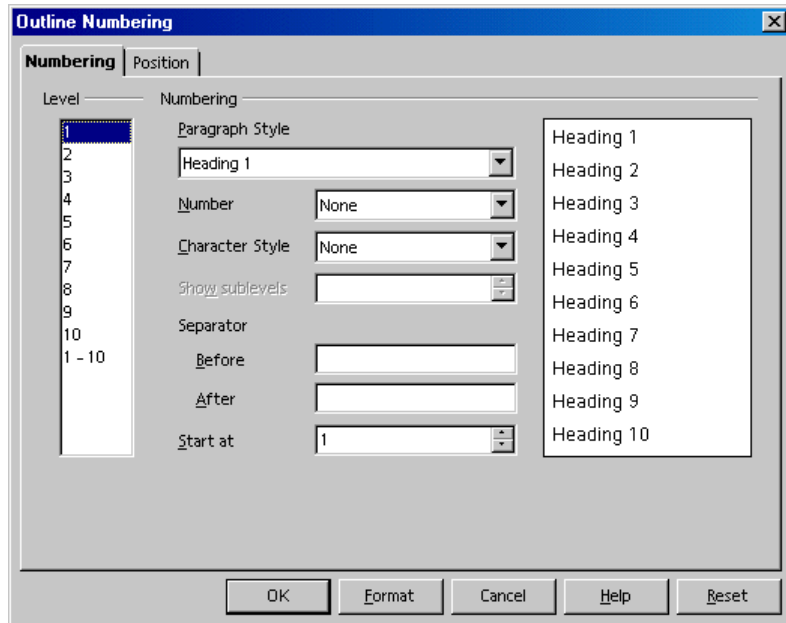 Outline Numbering
Numbering
Position
Level
1
2
3
4
5
6
7
8
9
10
1 - 10
Numbering
Paragraph Style
Heading 1
Number
None
Character Style
None
Show sublevels
Separator
Before
After
Start at
1
Heading 1
Heading 2
Heading 3
Heading 4
Heading 5
Heading 6
Heading 7
Heading 8
Heading 9
Heading 10
OK
Format
Cancel
Help
Reset